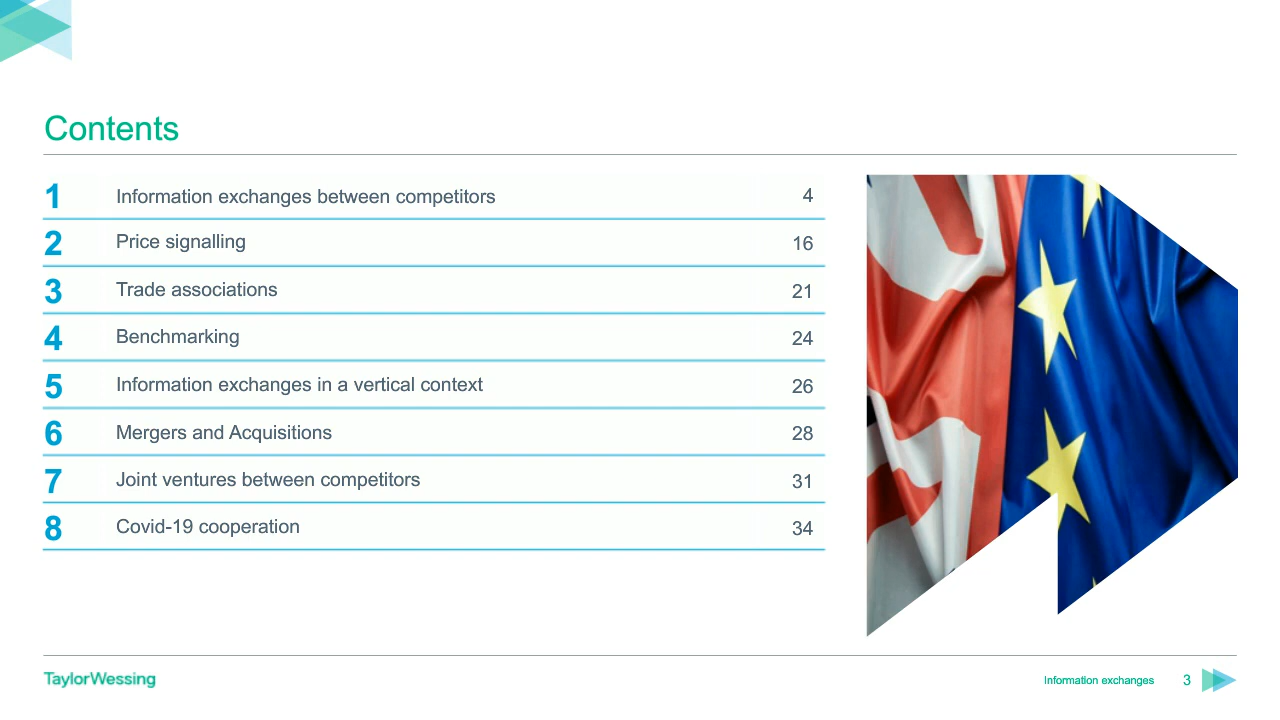 Contents
1 Information exchanges between competitors 4
2 Price signalling 16
3 Trade associations 21
4 Benchmarking 24
5 Information exchanges in a vertical context 26
6 Mergers and Acquisitions 28
7 Joint ventures between competitors 31
8 Covid-19 cooperation 34
TaylorWessing
Information exchanges 3